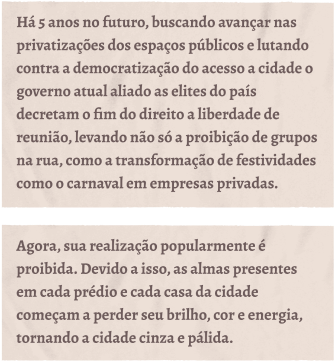 Há 5 anos no futuro, buscando avançar nas
privatizações dos espaços públicos e lutando
contra a democratização do acesso a cidade o
governo atual aliado as elites do país
decretam o fim do direito a liberdade de
reunião, levando não só a proibição de grupos
na rua, como a transformação de festividades
como o carnaval em empresas privadas.
Agora, sua realização popularmente é
proibida. Devido a isso, as almas presentes
em cada prédio e cada casa da cidade
começam a perder seu brilho, cor e energia,
tornando a cidade cinza e pálida.